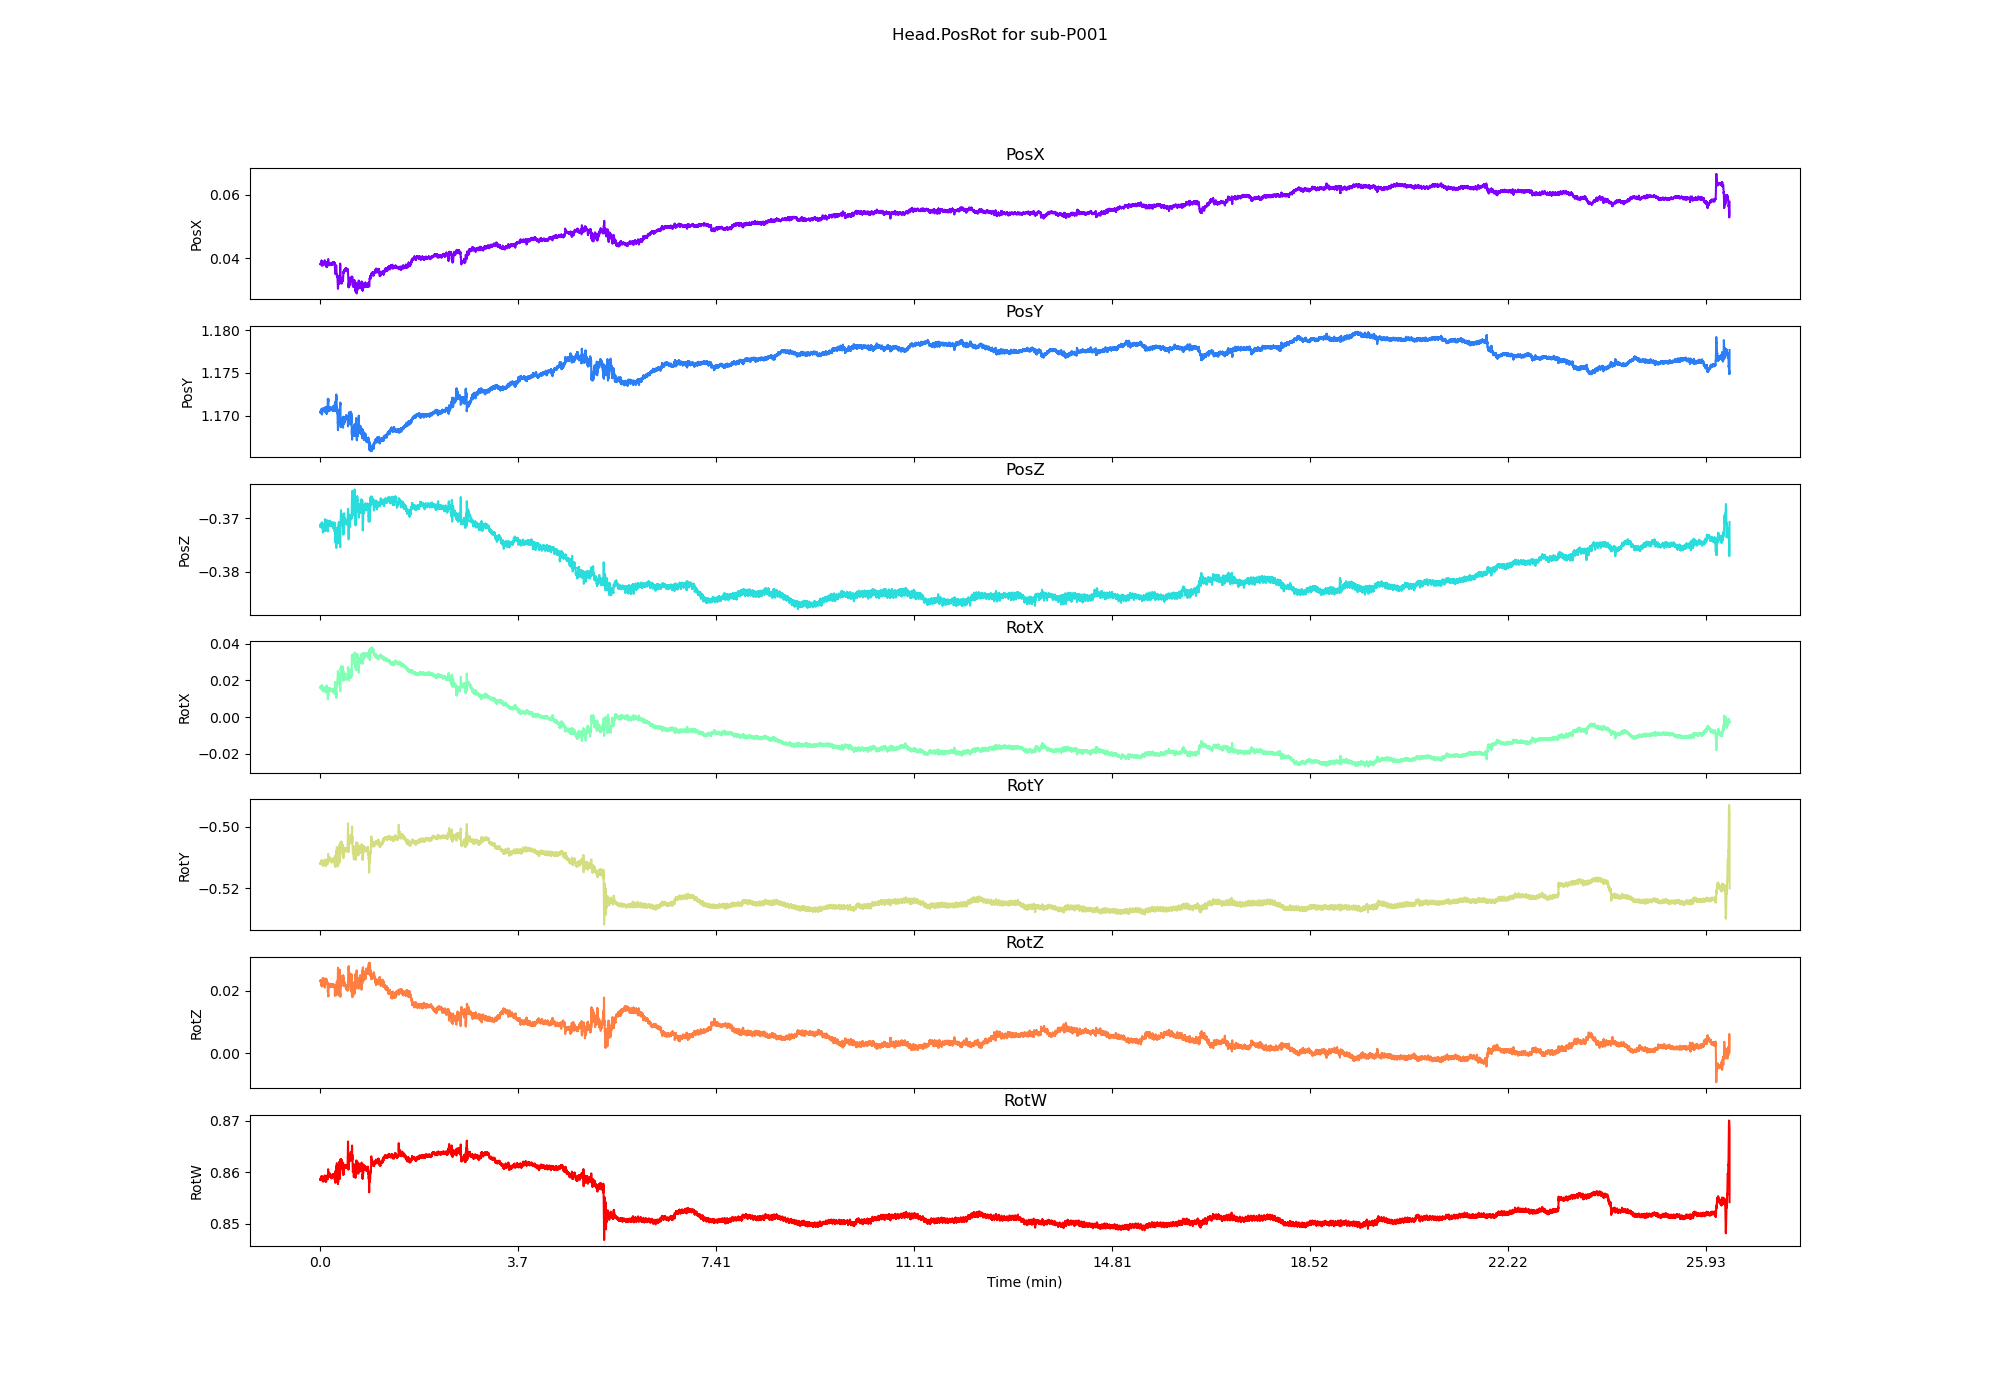 Head.PosRot for sub-P001
PosX
0.06
0.04
PosX
PosY
1.180
1.175
1.170
PosY
PosZ
−0.37
−0.38
PosZ
RotX
0.04
0.02
0.00
−0.02
RotX
RotY
−0.50
−0.52
RotY
RotZ
0.02
0.00
RotZ
RotW
0.87
0.86
0.85
RotW
0.0 3.7 7.41 11.11 14.81 18.52 22.22 25.93
Time (min)